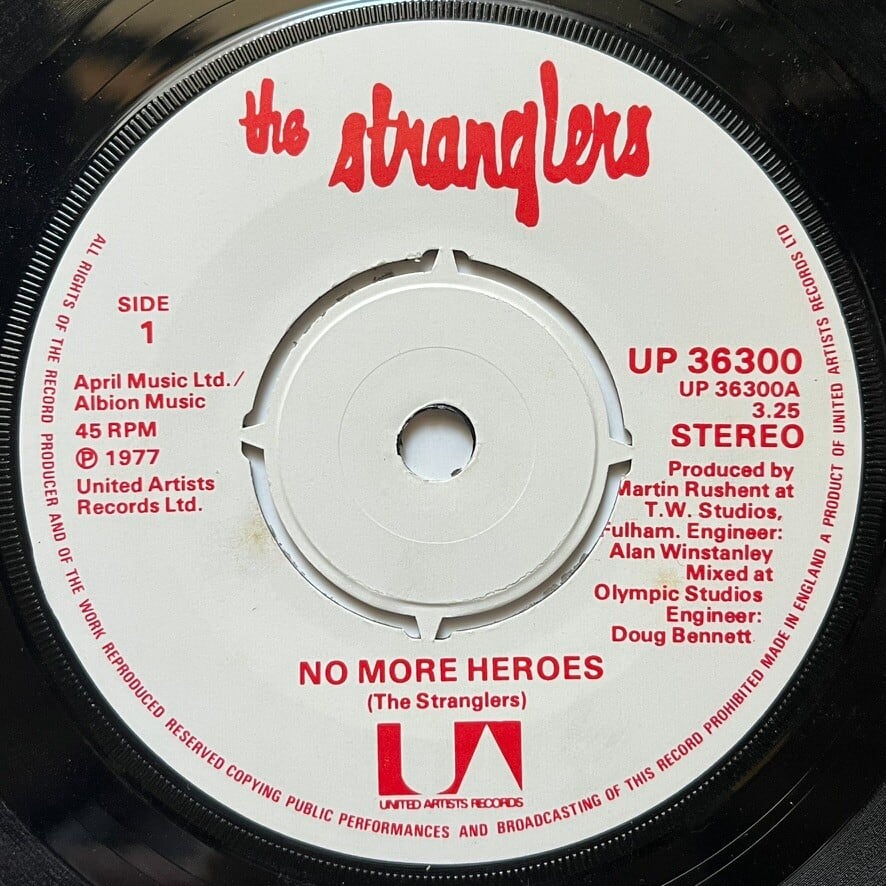 the stranglers
SIDE
1
April Music Ltd./
Albion Music
45 RPM
Ⓟ 1977
United Artists
Records Ltd.
UP 36300
UP 36300A
3.25
STEREO
Produced by
Martin Rushent at
T.W. Studios,
Fulham. Engineer:
Alan Winstanley
Mixed at
Olympic Studios
Engineer:
Doug Bennett
NO MORE HEROES
(The Stranglers)
UA
UNITED ARTISTS RECORDS
ALL RIGHTS OF THE RECORD PRODUCER AND OF THE WORK REPRODUCED RESERVED COPYING PUBLIC PERFORMANCES AND BROADCASTING OF THIS RECORD PROHIBITED MADE IN ENGLAND A PRODUCT OF UNITED ARTISTS RECORDS LTD